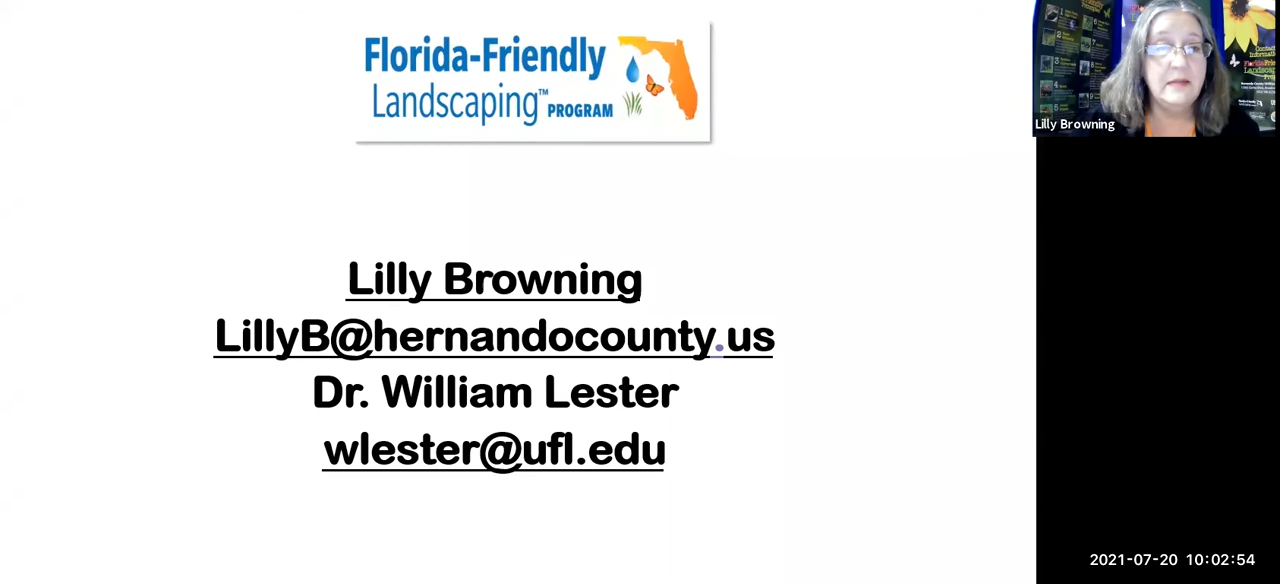 Florida-Friendly
Landscaping™ PROGRAM
Lilly Browning
LillyB@hernandocounty.us
Dr. William Lester
wlester@ufl.edu
Lilly Browning
2021-07-20 10:02:54